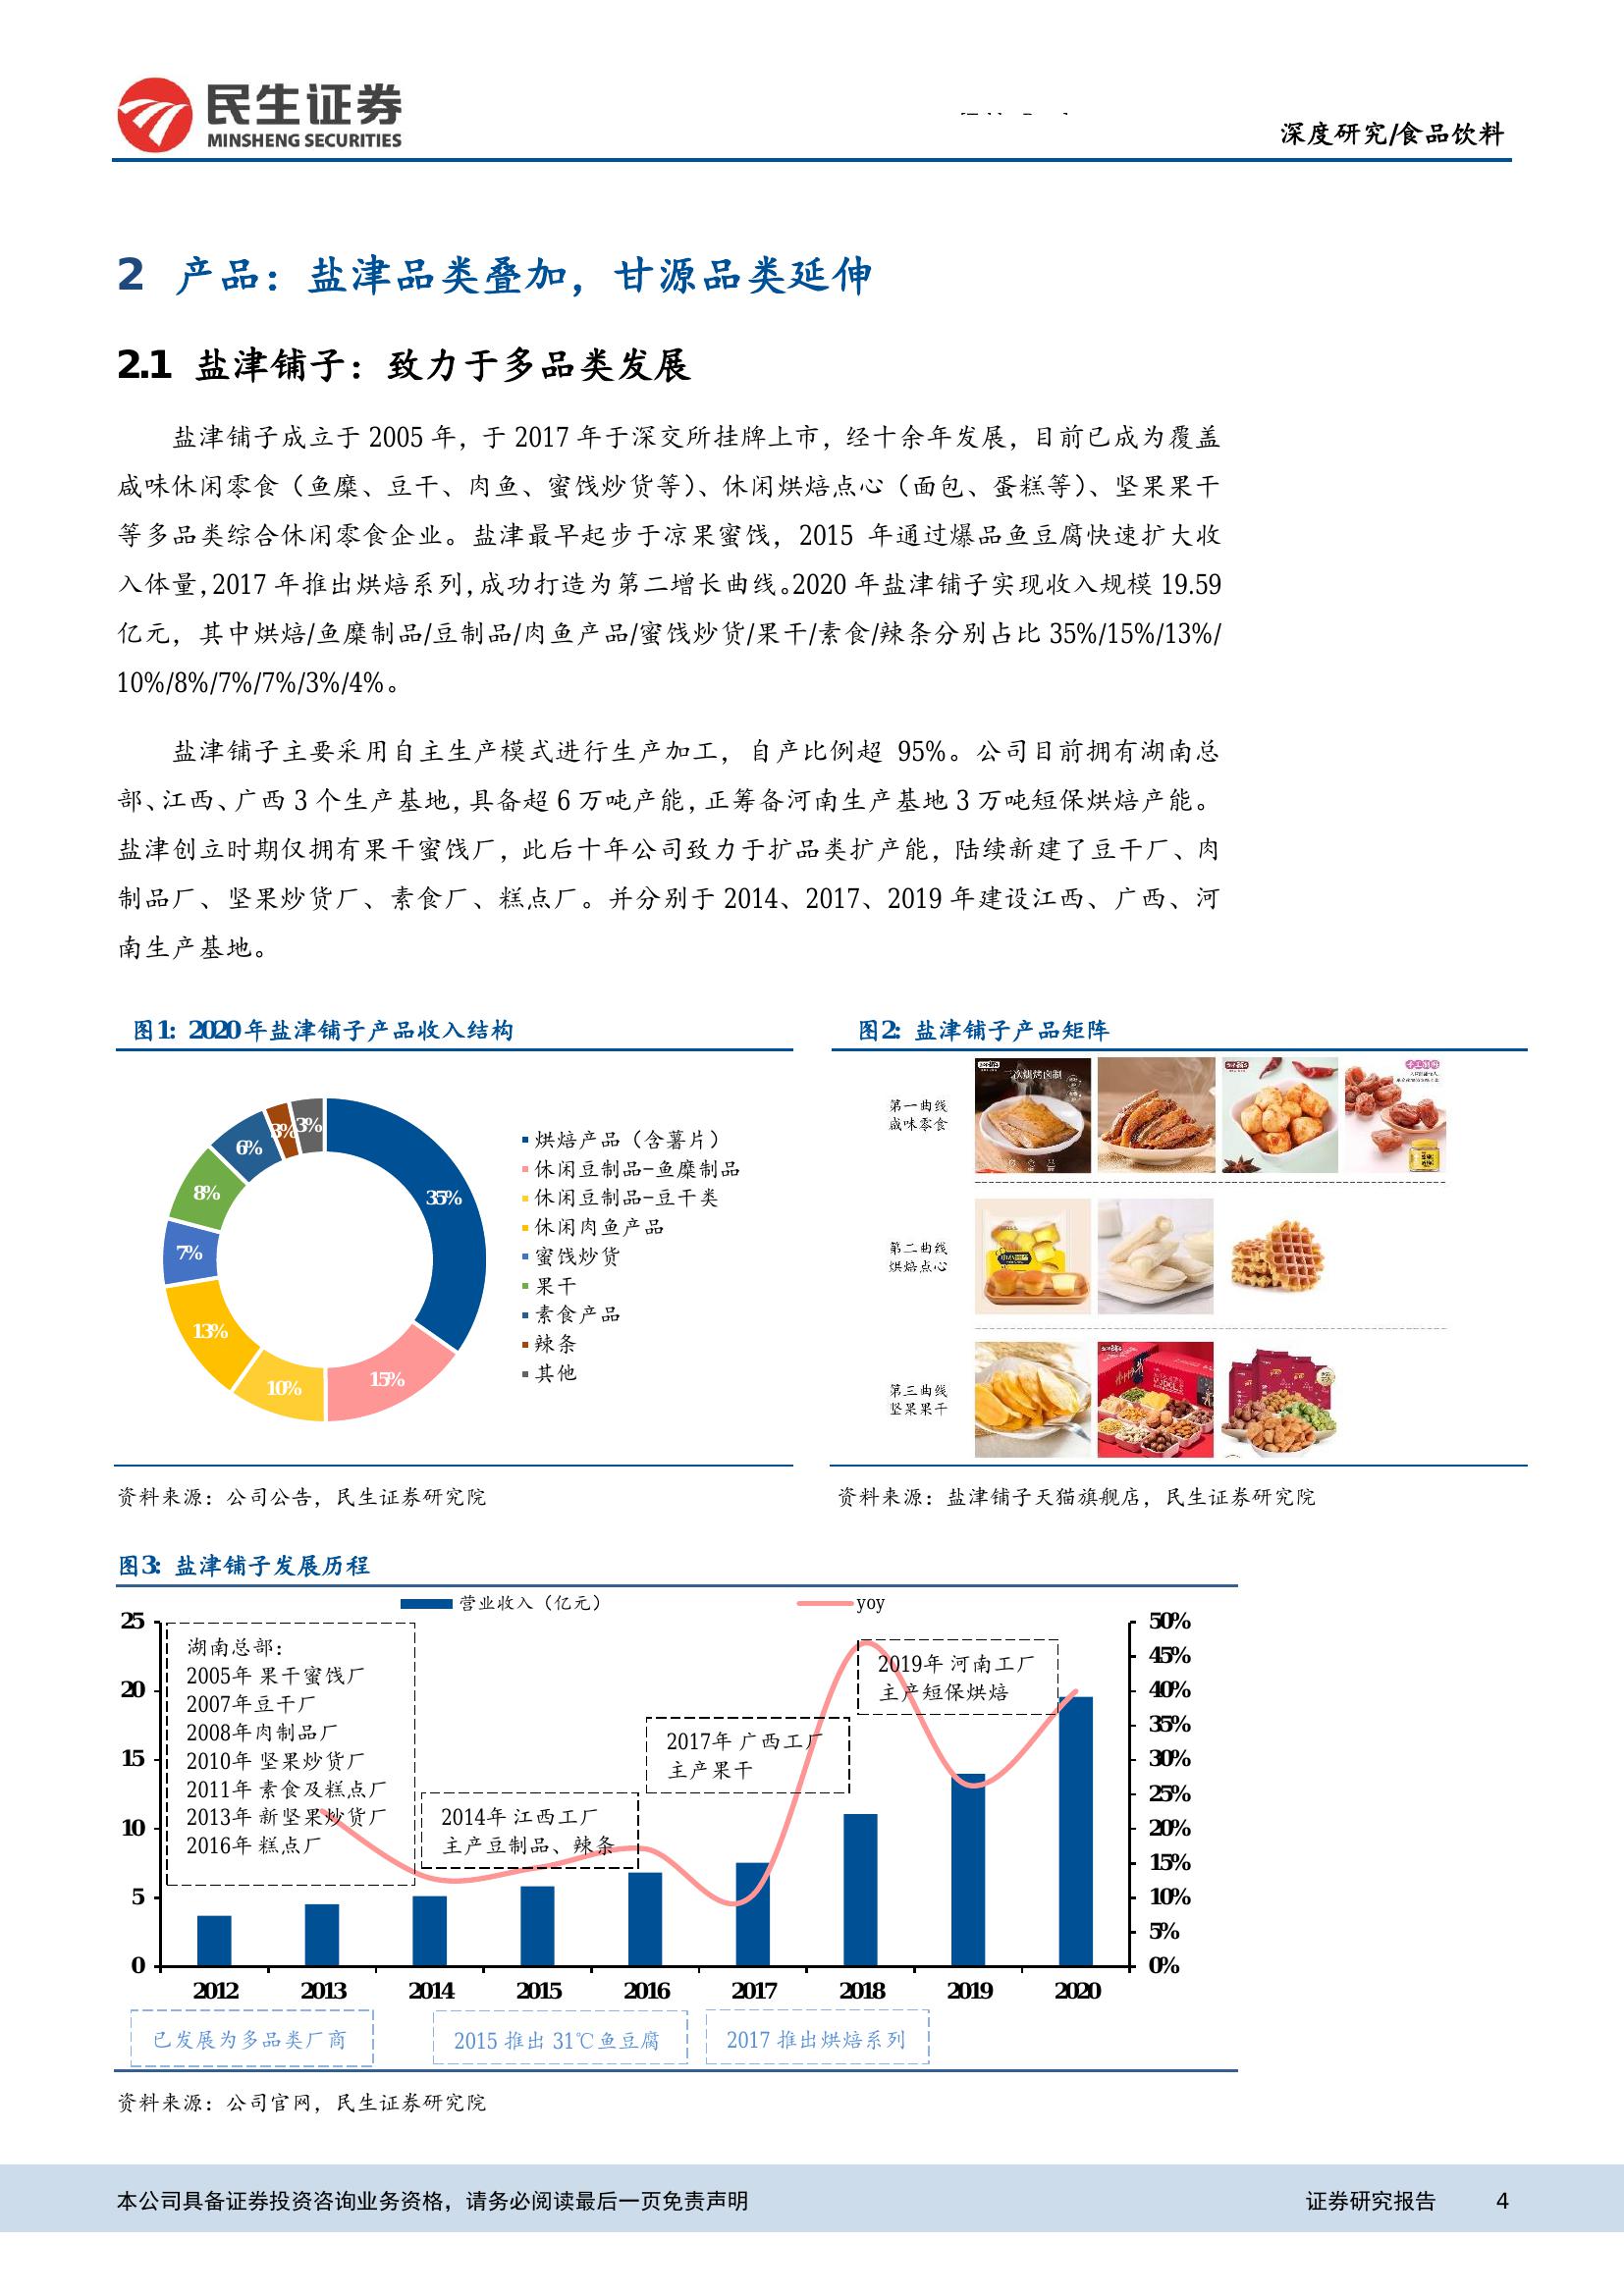 民生证券
MINSHENG SECURITIES
深度研究/食品饮料
2 产品：盐津品类叠加，甘源品类延伸
2.1 盐津铺子：致力于多品类发展
盐津铺子成立于 2005 年，于 2017 年于深交所挂牌上市，经十余年发展，目前已成为覆盖
咸味休闲零食（鱼糜、豆干、肉鱼、蜜饯炒货等）、休闲烘焙点心（面包、蛋糕等）、坚果果干
等多品类综合休闲零食企业。盐津最早起步于凉果蜜饯，2015 年通过爆品鱼豆腐快速扩大收
入体量，2017 年推出烘焙系列，成功打造为第二增长曲线。2020 年盐津铺子实现收入规模 19.59
亿元，其中烘焙/鱼糜制品/豆制品/肉鱼产品/蜜饯炒货/果干/素食/辣条分别占比 35%/15%/13%/
10%/8%/7%/7%/3%/4%。
盐津铺子主要采用自主生产模式进行生产加工，自产比例超 95%。公司目前拥有湖南总
部、江西、广西 3 个生产基地，具备超 6 万吨产能，正筹备河南生产基地 3 万吨短保烘焙产能。
盐津创立时期仅拥有果干蜜饯厂，此后十年公司致力于扩品类扩产能，陆续新建了豆干厂、肉
制品厂、坚果炒货厂、素食厂、糕点厂。并分别于 2014、2017、2019 年建设江西、广西、河
南生产基地。
图1：2020 年盐津铺子产品收入结构
35%
15%
10%
13%
7%
8%
6%
3%
3%
烘焙产品（含薯片）
休闲豆制品-鱼糜制品
休闲豆制品-豆干类
休闲肉鱼产品
蜜饯炒货
果干
素食产品
辣条
其他
资料来源：公司公告，民生证券研究院
图2：盐津铺子产品矩阵
第一曲线
咸味零食
第二曲线
烘焙点心
第三曲线
坚果果干
资料来源：盐津铺子天猫旗舰店，民生证券研究院
图3：盐津铺子发展历程
营业收入（亿元） yoy
25
20
15
10
5
0
50%
45%
40%
35%
30%
25%
20%
15%
10%
5%
0%
湖南总部：
2005年 果干蜜饯厂
2007年豆干厂
2008年肉制品厂
2010年 坚果炒货厂
2011年 素食及糕点厂
2013年 新坚果炒货厂
2016年 糕点厂
2014年 江西工厂
主产豆制品、辣条
2017年 广西工厂
主产果干
2019年 河南工厂
主产短保烘焙
2012 2013 2014 2015 2016 2017 2018 2019 2020
已发展为多品类厂商
2015 推出 31℃鱼豆腐
2017 推出烘焙系列
资料来源：公司官网，民生证券研究院
本公司具备证券投资咨询业务资格，请务必阅读最后一页免责声明
证券研究报告 4